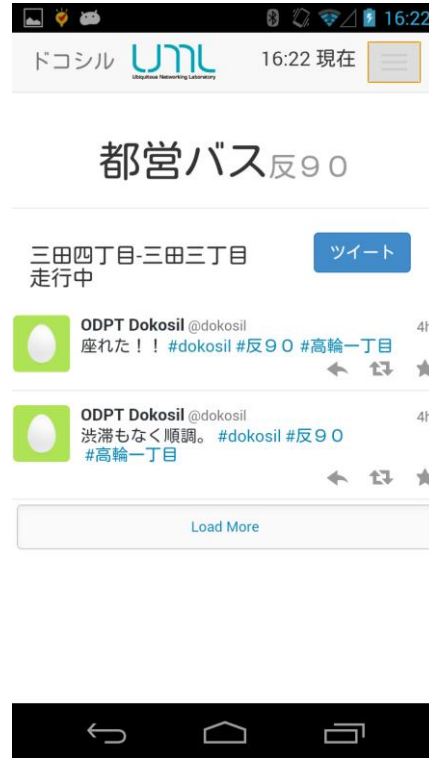 16:22
ドコシル
UNL
Ubiquitous Networking Laboratory
16:22 現在
都営バス反９０
三田四丁目-三田三丁目
走行中
ツイート
ODPT Dokosil @dokosil
4h
座れた！！ #dokosil #反９０ #高輪一丁目
ODPT Dokosil @dokosil
4h
渋滞もなく順調。 #dokosil #反９０
#高輪一丁目
Load More